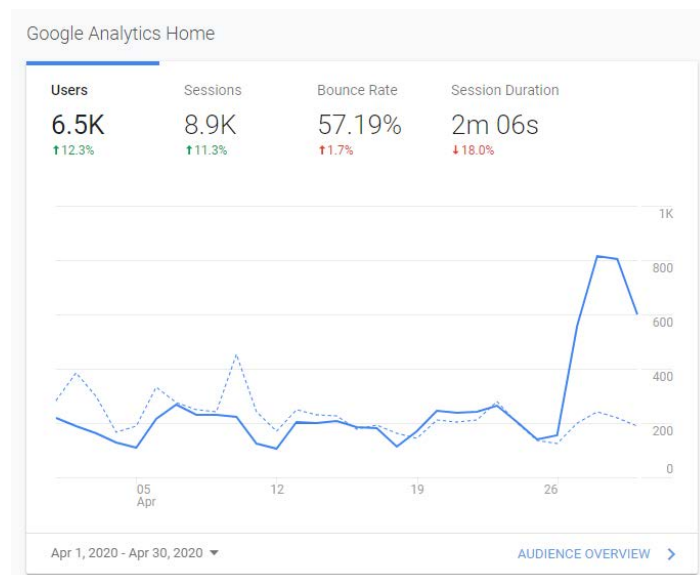 Google Analytics Home
Users Sessions Bounce Rate Session Duration
6.5K 8.9K 57.19% 2m 06s
↑12.3% ↑11.3% ↑1.7% ↓18.0%
1K
800
600
400
200
0
05 12 19 26
Apr
Apr 1, 2020 - Apr 30, 2020 AUDIENCE OVERVIEW